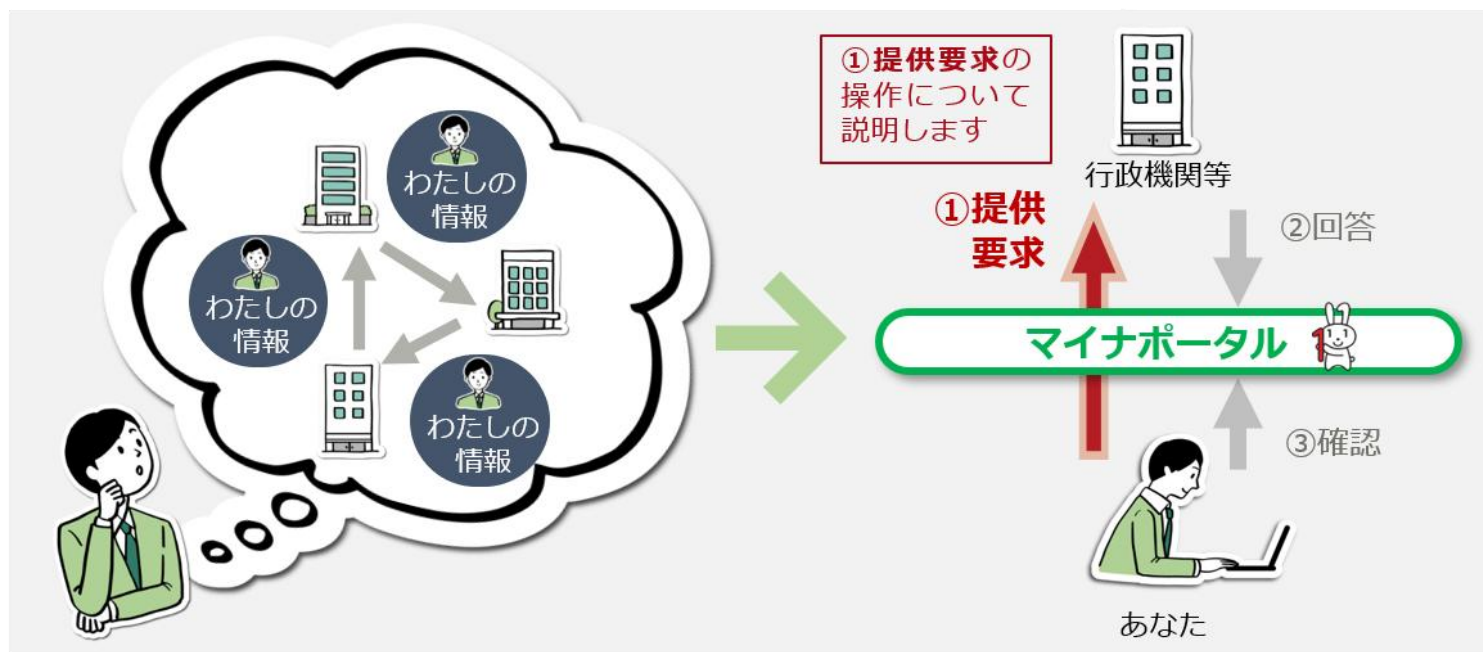 わたしの
情報
わたしの
情報
わたしの
情報
①提供要求の
操作について
説明します
行政機関等
①提供
要求
②回答
マイナポータル
1
③確認
あなた